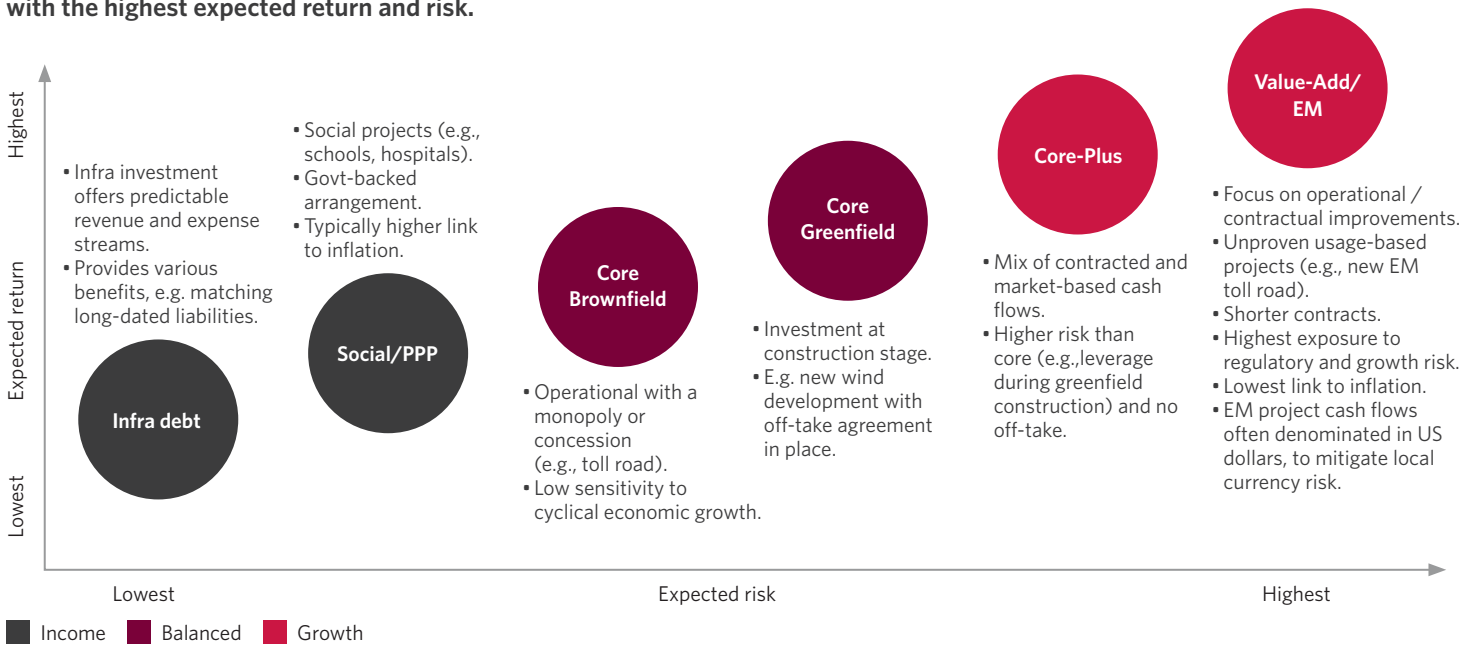 with the highest expected return and risk.
Highest
Expected return
Lowest
• Infra investment
offers predictable
revenue and expense
streams.
• Provides various
benefits, e.g. matching
long-dated liabilities.
Infra debt
• Social projects (e.g.,
schools, hospitals).
• Govt-backed
arrangement.
• Typically higher link
to inflation.
Social/PPP
Core
Brownfield
• Operational with a
monopoly or
concession
(e.g., toll road).
• Low sensitivity to
cyclical economic growth.
Core
Greenfield
• Investment at
construction stage.
• E.g. new wind
development with
off-take agreement
in place.
Core-Plus
• Mix of contracted and
market-based cash
flows.
• Higher risk than
core (e.g.,leverage
during greenfield
construction) and no
off-take.
Value-Add/
EM
• Focus on operational /
contractual improvements.
• Unproven usage-based
projects (e.g., new EM
toll road).
• Shorter contracts.
• Highest exposure to
regulatory and growth risk.
• Lowest link to inflation.
• EM project cash flows
often denominated in US
dollars, to mitigate local
currency risk.
Lowest
Expected risk
Highest
Income
Balanced
Growth